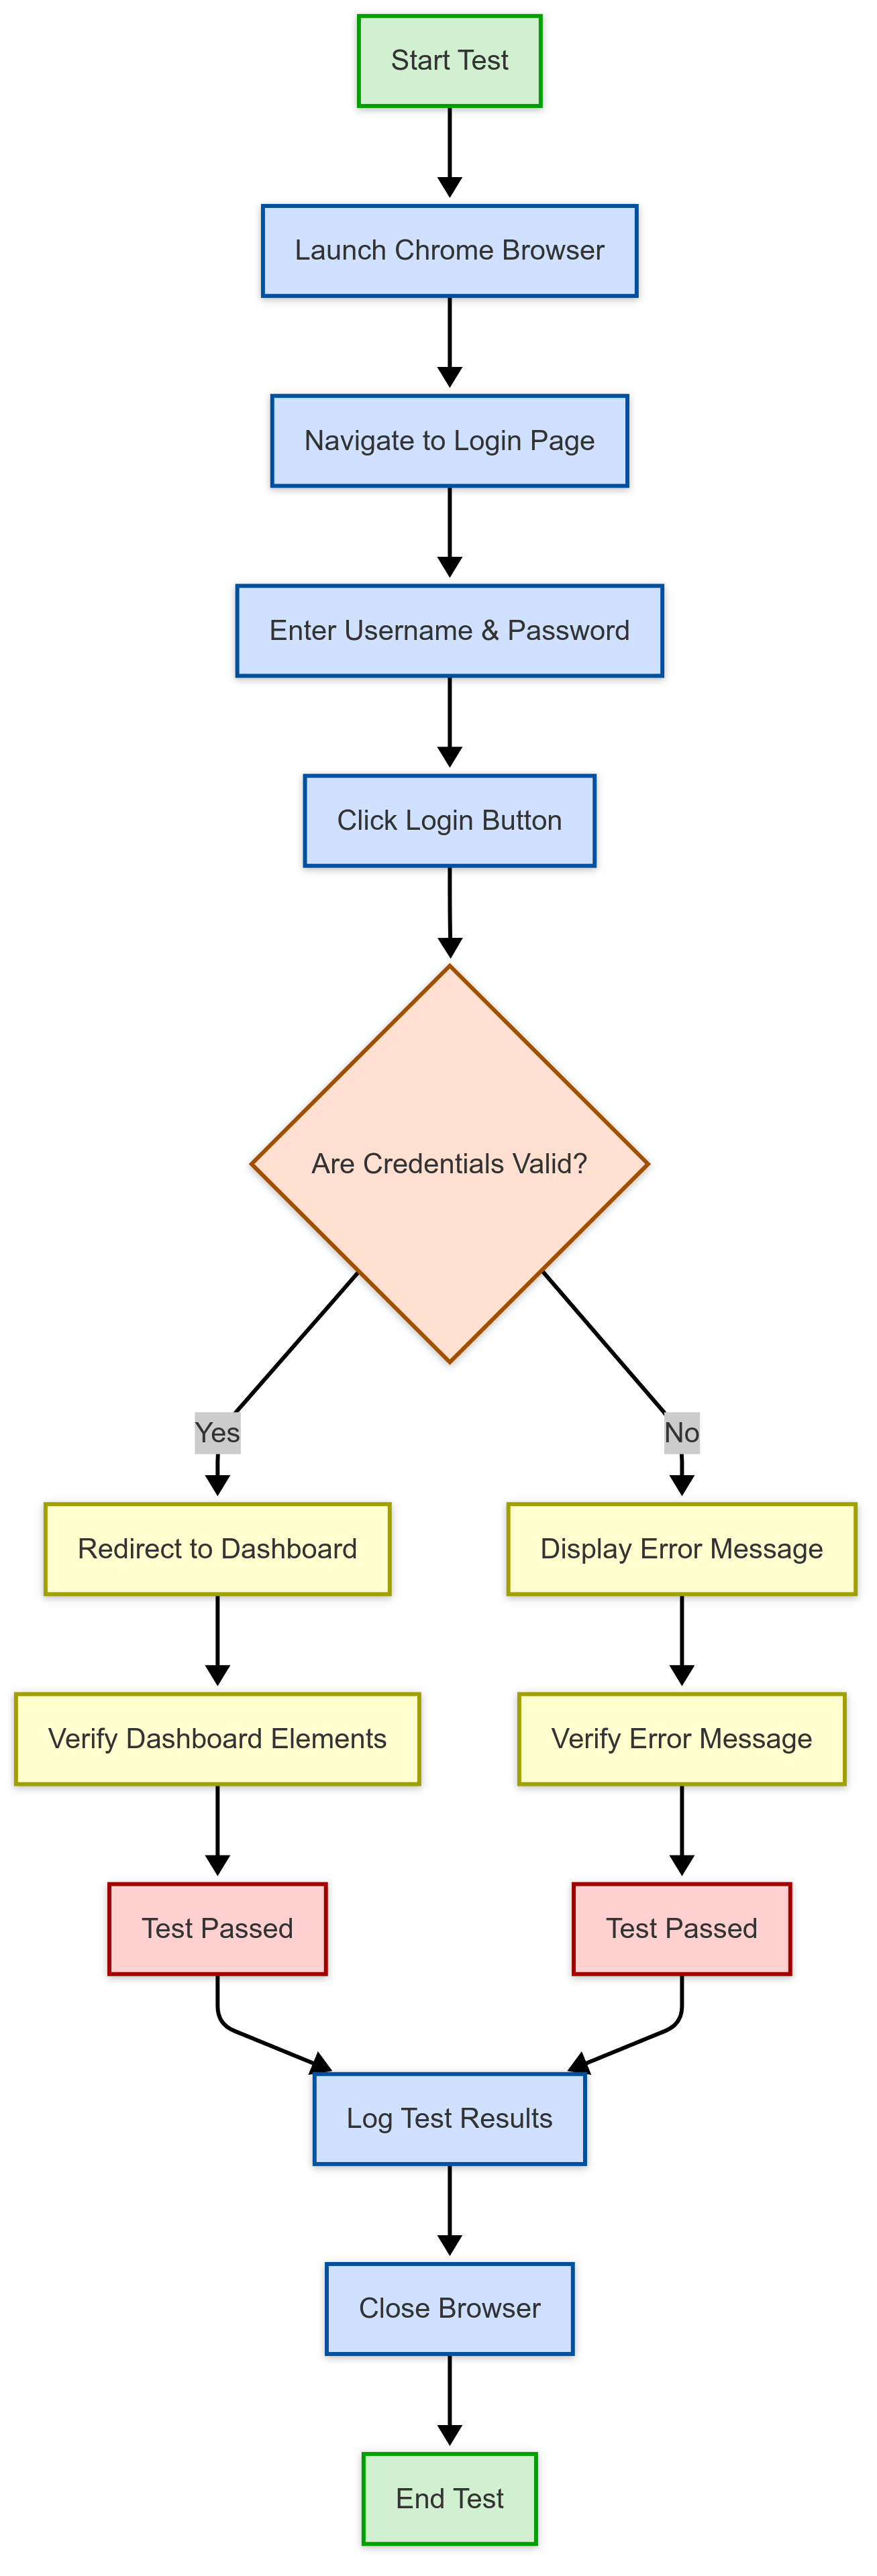 Start Test
Launch Chrome Browser
Navigate to Login Page
Enter Username & Password
Click Login Button
Are Credentials Valid?
Yes
No
Redirect to Dashboard
Display Error Message
Verify Dashboard Elements
Verify Error Message
Test Passed
Test Passed
Log Test Results
Close Browser
End Test